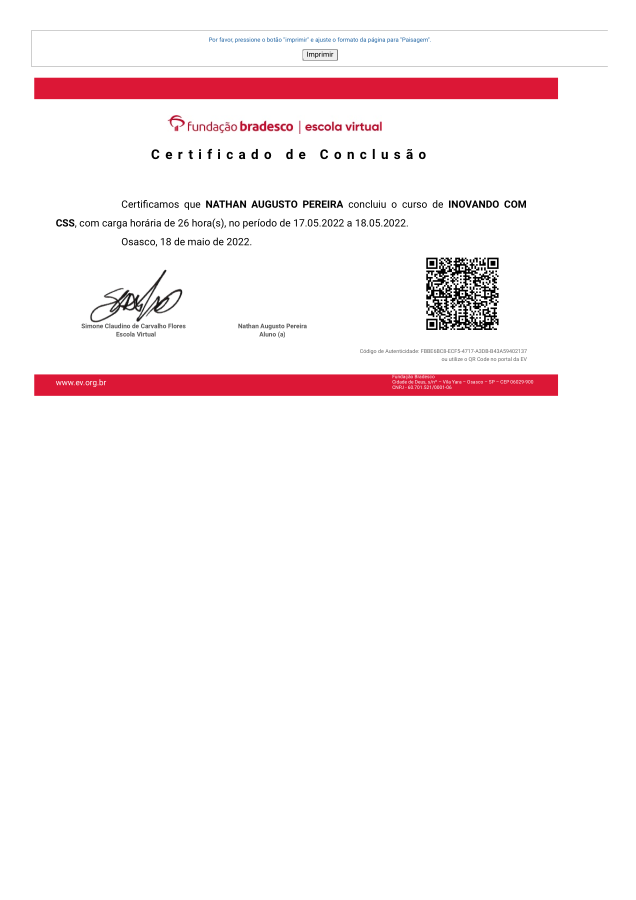 Por favor, pressione o botão "imprimir" e ajuste o formato da página para "Paisagem".
Imprimir
fundação bradesco | escola virtual
Certificado de Conclusão
Certificamos que NATHAN AUGUSTO PEREIRA concluiu o curso de INOVANDO COM
CSS, com carga horária de 26 hora(s), no período de 17.05.2022 a 18.05.2022.
Osasco, 18 de maio de 2022.
Simone Claudino de Carvalho Flores
Escola Virtual
Nathan Augusto Pereira
Aluno (a)
Código de Autenticidade: FBBE6BC8-ECF5-4717-A3DB-B43A59402137
ou utilize o QR Code no portal da EV
www.ev.org.br
Fundação Bradesco
Cidade de Deus, s/nº – Vila Yara – Osasco – SP – CEP 06029-900
CNPJ - 60.701.521/0001-06